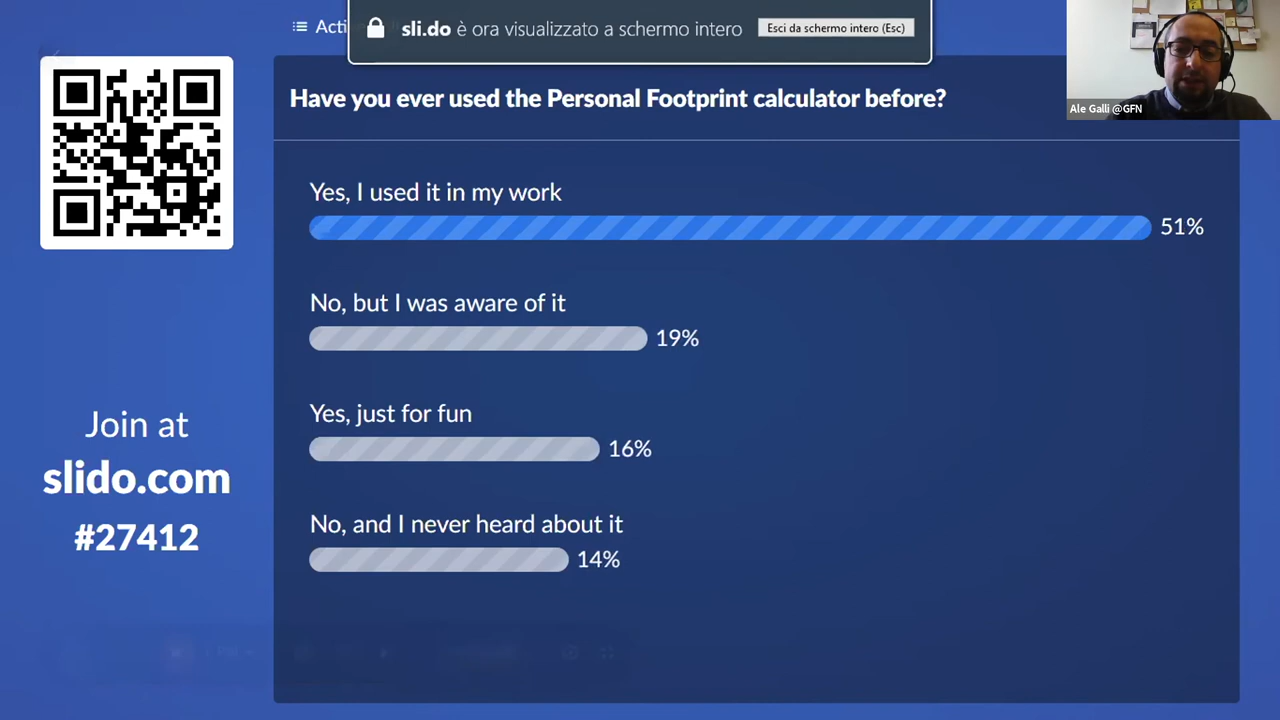 Acti
sli.do è ora visualizzato a schermo intero
Esci da schermo intero (Esc)
Ale Galli @GFN
Have you ever used the Personal Footprint calculator before?
Yes, I used it in my work
51%
No, but I was aware of it
19%
Yes, just for fun
16%
No, and I never heard about it
14%
Join at
slido.com
#27412